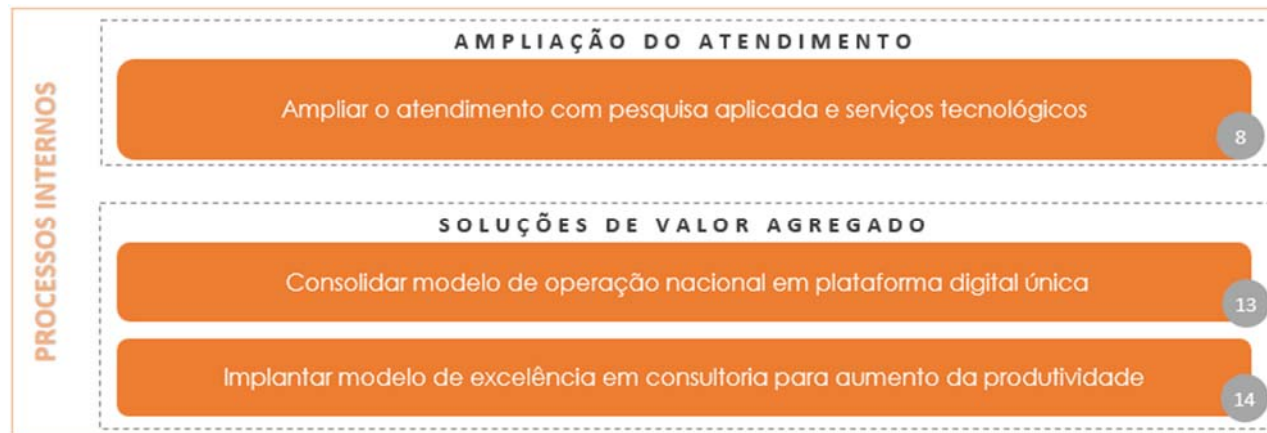 PROCESSOS INTERNOS
AMPLIAÇÃO DO ATENDIMENTO
Ampliar o atendimento com pesquisa aplicada e serviços tecnológicos
8
SOLUÇÕES DE VALOR AGREGADO
Consolidar modelo de operação nacional em plataforma digital única
13
Implantar modelo de excelência em consultoria para aumento da produtividade
14